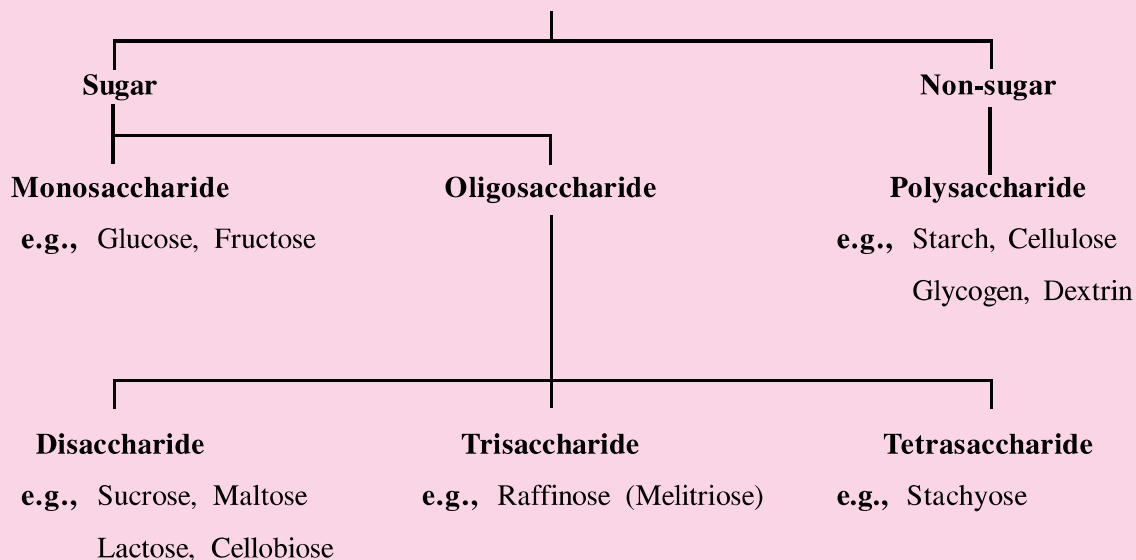 Sugar
Non-sugar
Monosaccharide
Oligosaccharide
Polysaccharide
e.g., Glucose, Fructose
e.g., Starch, Cellulose
Glycogen, Dextrin
Disaccharide
Trisaccharide
Tetrasaccharide
e.g., Sucrose, Maltose
e.g., Raffinose (Melitriose)
e.g., Stachyose
Lactose, Cellobiose